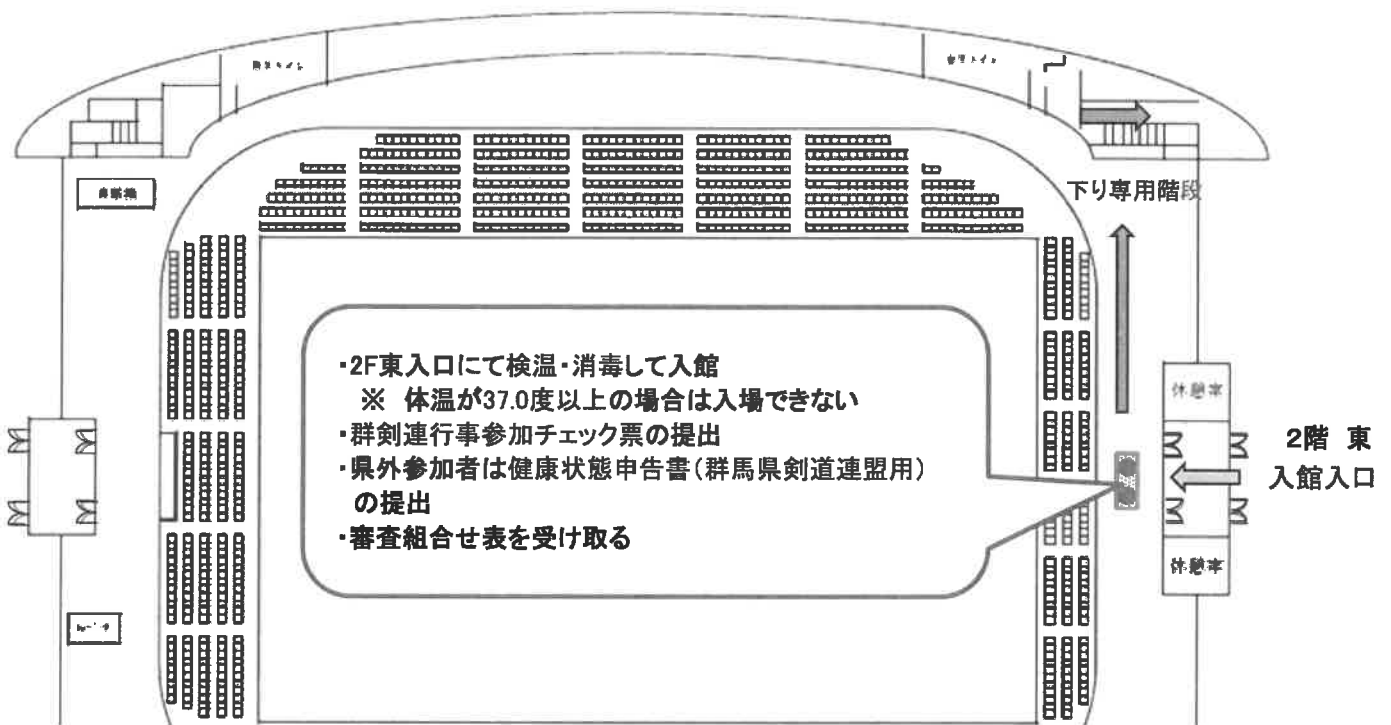 下り専用階段
・2F東入口にて検温・消毒して入館
※ 体温が37.0度以上の場合は入場できない
・群剣連行事参加チェック票の提出
・県外参加者は健康状態申告書(群馬県剣道連盟用)
の提出
・審査組合せ表を受け取る
休憩室
2階 東
入館入口
休憩室